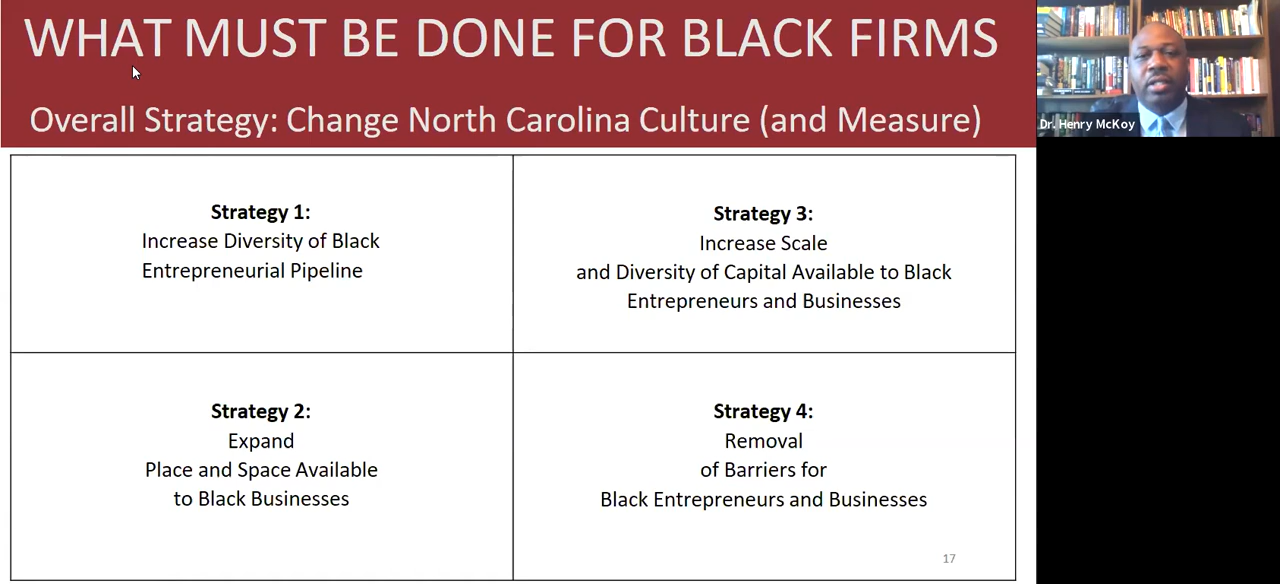 WHAT MUST BE DONE FOR BLACK FIRMS
Overall Strategy: Change North Carolina Culture (and Measure)
Dr. Henry McKoy
Strategy 1:
Increase Diversity of Black
Entrepreneurial Pipeline
Strategy 3:
Increase Scale
and Diversity of Capital Available to Black
Entrepreneurs and Businesses
Strategy 2:
Expand
Place and Space Available
to Black Businesses
Strategy 4:
Removal
of Barriers for
Black Entrepreneurs and Businesses
17